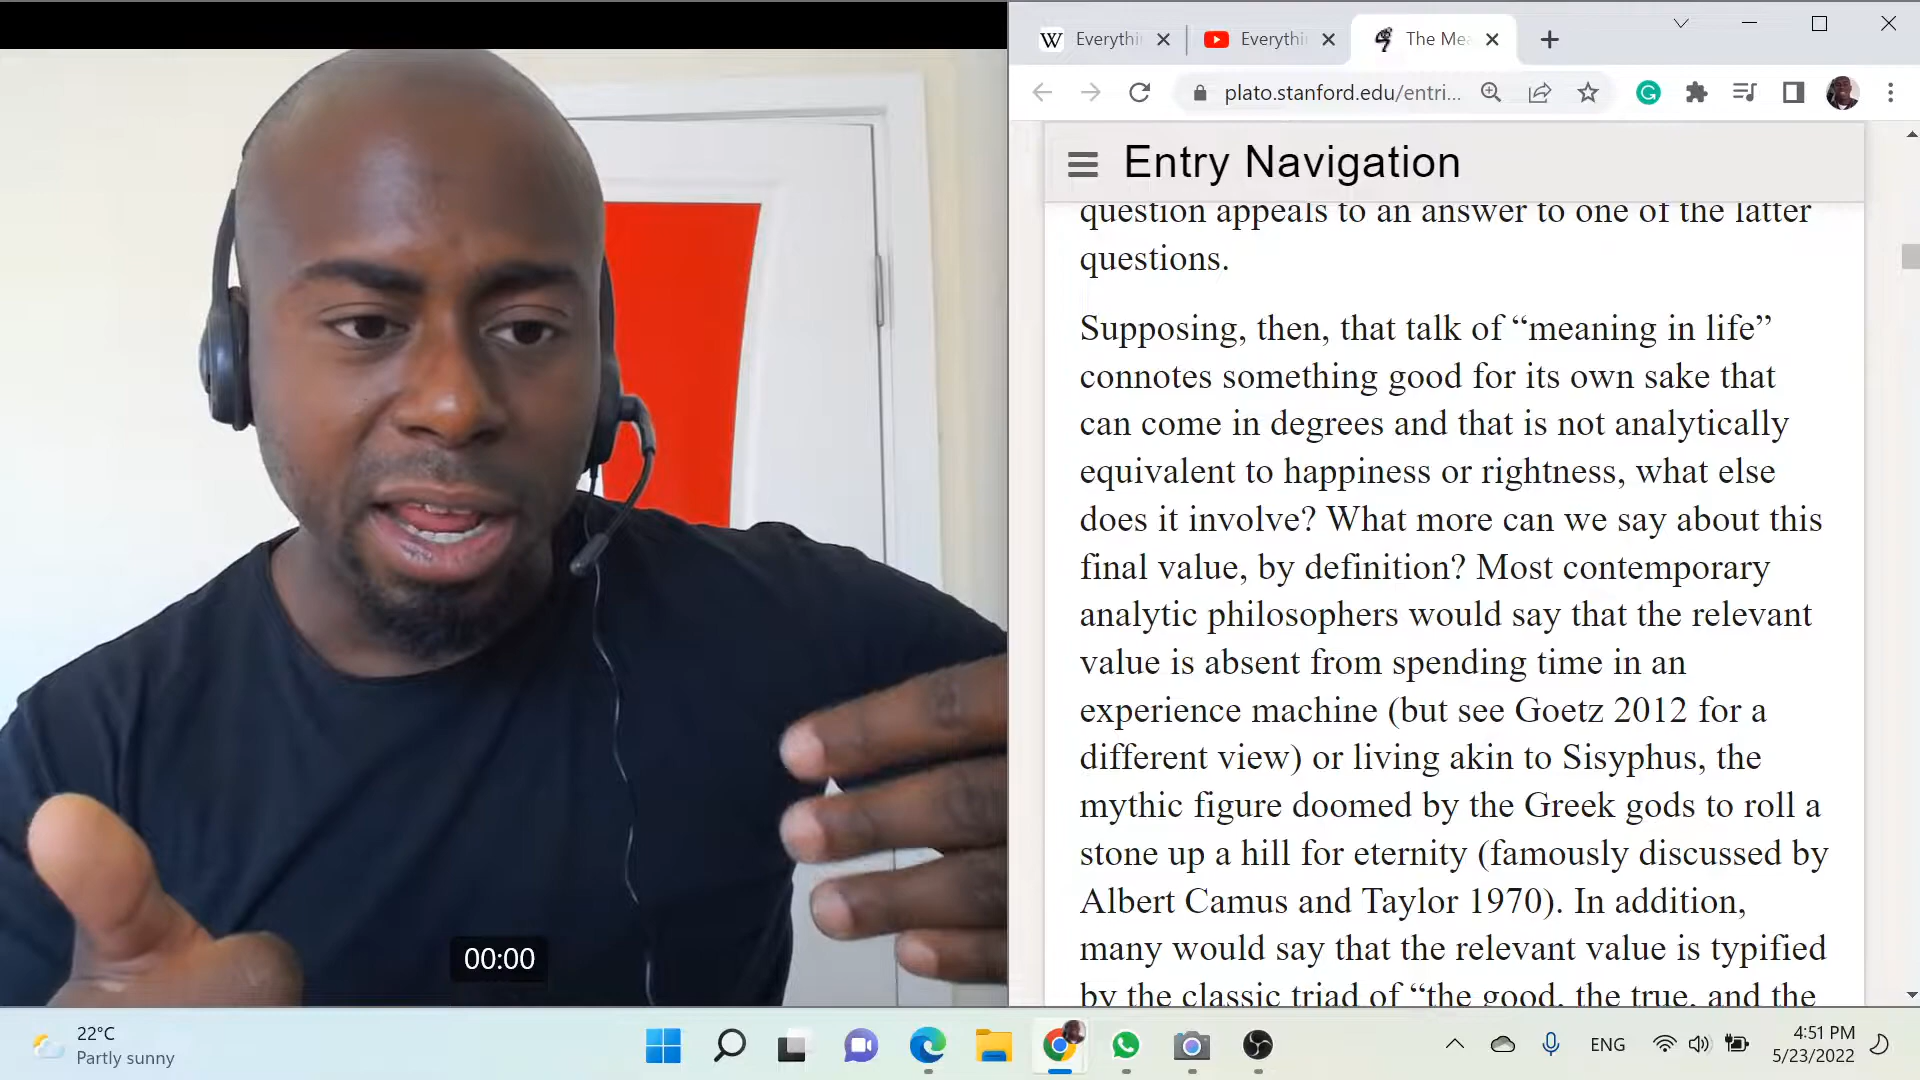 Everythi
Everythi
The Mea
plato.stanford.edu/entri...
Entry Navigation
question appeals to an answer to one of the latter
questions.
Supposing, then, that talk of “meaning in life”
connotes something good for its own sake that
can come in degrees and that is not analytically
equivalent to happiness or rightness, what else
does it involve? What more can we say about this
final value, by definition? Most contemporary
analytic philosophers would say that the relevant
value is absent from spending time in an
experience machine (but see Goetz 2012 for a
different view) or living akin to Sisyphus, the
mythic figure doomed by the Greek gods to roll a
stone up a hill for eternity (famously discussed by
Albert Camus and Taylor 1970). In addition,
many would say that the relevant value is typified
by the classic triad of “the good, the true, and the
00:00
22°C
Partly sunny
ENG
4:51 PM
5/23/2022